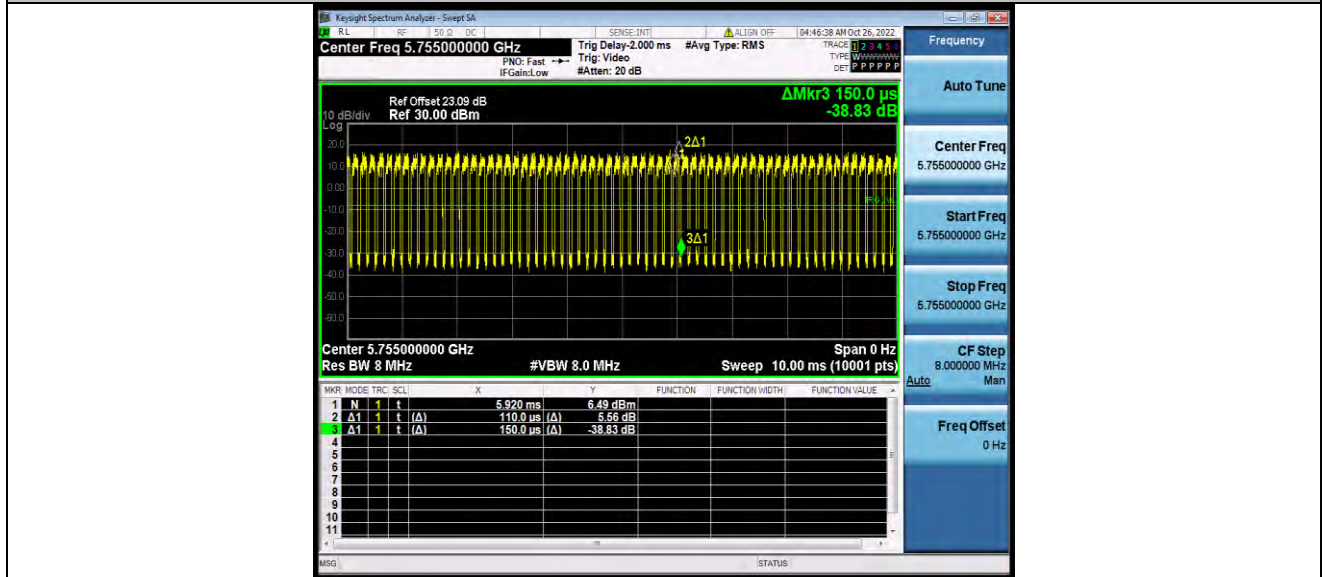 Keysight Spectrum Analyzer - Swept SA
RL RF 50 Ω DC SENSE:INT ALIGN OFF 04:46:38 AM Oct 26, 2022
Center Freq 5.755000000 GHz
Trig Delay-2.000 ms #Avg Type: RMS
TRACE 1 2 3 4 5 6
PNO: Fast Trig: Video
TYPE WWWWWW
IFGain:Low #Atten: 20 dB
DET P P P P P P
ΔMkr3 150.0 µs
-38.83 dB
Ref Offset 23.09 dB
10 dB/div Ref 30.00 dBm
Log
20.0
10.0
0.00
-10.0
-20.0
-30.0
-40.0
-50.0
-60.0
2Δ1
3Δ1
Center 5.755000000 GHz Span 0 Hz
Res BW 8 MHz #VBW 8.0 MHz Sweep 10.00 ms (10001 pts)
MKR MODE TRC SCL X Y FUNCTION FUNCTION WIDTH FUNCTION VALUE
1 N 1 t 5.920 ms 6.49 dBm
2 Δ1 1 t (Δ) 110.0 µs (Δ) 5.56 dB
3 Δ1 1 t (Δ) 150.0 µs (Δ) -38.83 dB
4
5
6
7
8
9
10
11
MSG STATUS
Frequency
Auto Tune
Center Freq
5.755000000 GHz
Start Freq
5.755000000 GHz
Stop Freq
5.755000000 GHz
CF Step
8.000000 MHz
Auto Man
Freq Offset
0 Hz